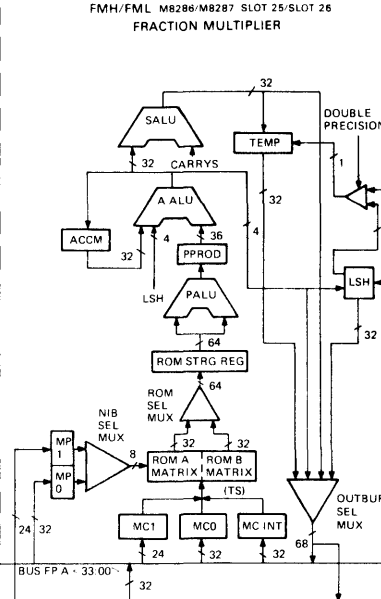 FMH/FML M8286/M8287 SLOT 25/SLOT 26
FRACTION MULTIPLIER
32
SALU
DOUBLE
PRECISION
TEMP
32
CARRYS
1
A ALU
32
ACCM
4
36
4
32
LSH
PPROD
LSH
PALU
32
64
ROM STRG REG
64
ROM
SEL
MUX
NIB
SEL
MUX
32
32
MP
1
MP
0
8
ROM A
MATRIX
ROM B
MATRIX
(TS)
OUTBUF
SEL
MUX
24
32
MC1
MC0
MC INT
68
24
32
32
BUS FP A - 33:00
32